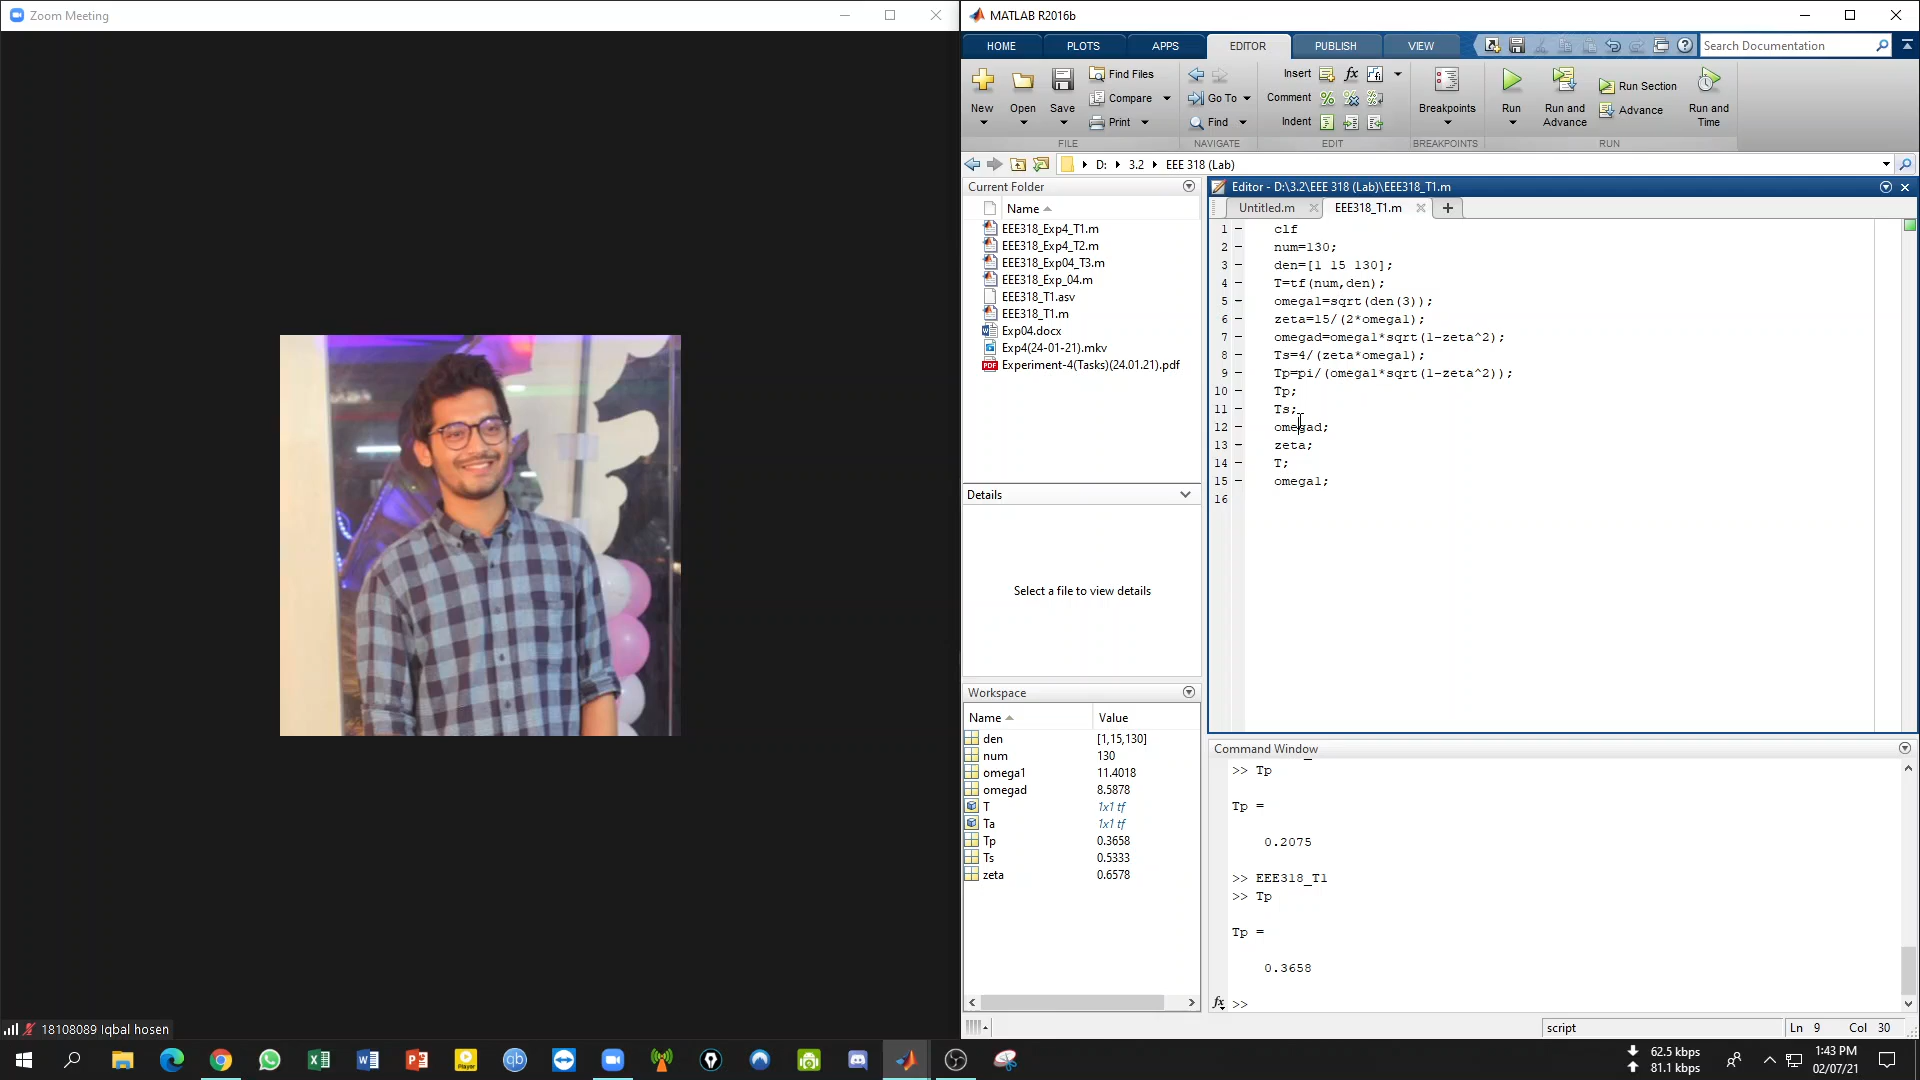 Zoom Meeting
MATLAB R2016b
HOME PLOTS APPS EDITOR PUBLISH VIEW Search Documentation
New Open Save Find Files Compare Print
Go To Find
Insert fx
Comment
Indent
Breakpoints
Run Run and Advance Run Section Advance Run and Time
FILE NAVIGATE EDIT BREAKPOINTS RUN
D: 3.2 EEE 318 (Lab)
Current Folder
Name
EEE318_Exp4_T1.m
EEE318_Exp4_T2.m
EEE318_Exp04_T3.m
EEE318_Exp_04.m
EEE318_T1.asv
EEE318_T1.m
Exp04.docx
Exp4(24-01-21).mkv
PDF Experiment-4(Tasks)(24.01.21).pdf
Details
Select a file to view details
Workspace
Name Value
den [1,15,130]
num 130
omega1 11.4018
omegad 8.5878
T 1x1 tf
Ta 1x1 tf
Tp 0.3658
Ts 0.5333
zeta 0.6578
Editor - D:\3.2\EEE 318 (Lab)\EEE318_T1.m
Untitled.m EEE318_T1.m
1 - clf
2 - num=130;
3 - den=[1 15 130];
4 - T=tf(num,den);
5 - omega1=sqrt(den(3));
6 - zeta=15/(2*omega1);
7 - omegad=omega1*sqrt(1-zeta^2);
8 - Ts=4/(zeta*omega1);
9 - Tp=pi/(omega1*sqrt(1-zeta^2));
10 - Tp;
11 - Ts;
12 - omegad;
13 - zeta;
14 - T;
15 - omega1;
16
Command Window
>> Tp
Tp =
0.2075
>> EEE318_T1
>> Tp
Tp =
0.3658
fx >>
script Ln 9 Col 30
18108089 Iqbal hosen
Player
qb
62.5 kbps
81.1 kbps
1:43 PM
02/07/21